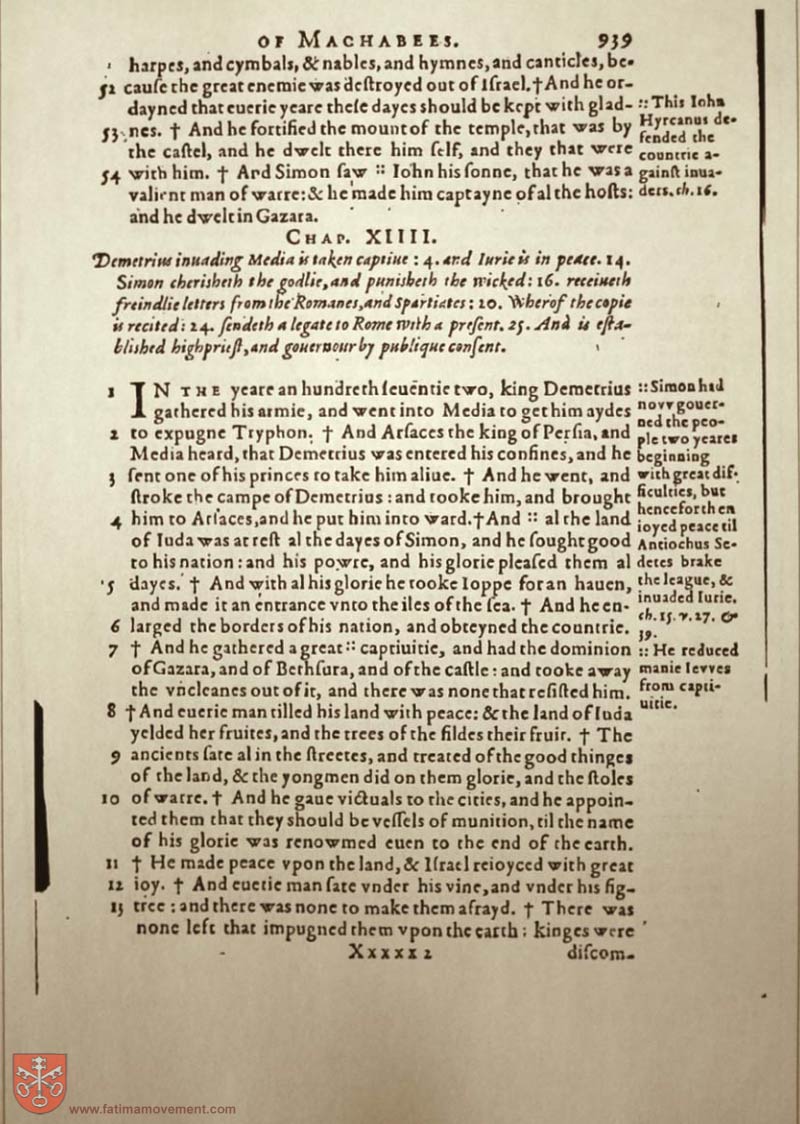 OF MACHABEES. 939
harpes, and cymbals, & nables, and hymnes, and canticles, be-
52 cauſe the great enemie was deſtroyed out of Iſrael. † And he or-
dayned that euerie yeare theſe dayes should be kept with glad-
53 nes. † And he fortified the mount of the temple, that was by
the caſtel, and he dwelt there him ſelf, and they that were
54 with him. † And Simon ſaw :: Iohn his ſonne, that he was a
valient man of warre: & he made him captayne of al the hoſts:
and he dwelt in Gazara.
:: This Iohn
Hyrcanus de-
fended the
countrie a-
gainſt inua-
ders. ch. 16.
CHAP. XIIII.
Demetrius inuading Media is taken captiue : 4. and Iurie is in peace. 14.
Simon cherisheth the godlie, and punisheth the wicked: 16. receiueth
freindlie letters from the Romanes, and Spartiates : 20. Wherof the copie
is recited: 24. ſendeth a legate to Rome with a preſent. 25. And is eſta-
blished highprieſt, and gouernour by publique conſent.
1 IN THE yeare an hundreth ſeuẽtie two, king Demetrius
gathered his armie, and went into Media to get him aydes
2 to expugne Tryphon. † And Arſaces the king of Perſia, and
Media heard, that Demetrius was entered his confines, and he
3 ſent one of his princes to take him aliue. † And he went, and
ſtroke the campe of Demetrius : and tooke him, and brought
4 him to Arſaces, and he put him into ward. † And :: al the land
of Iuda was at reſt al the dayes of Simon, and he ſought good
to his nation : and his powre, and his glorie pleaſed them al
5 dayes. † And with al his glorie he tooke Ioppe for an hauen,
and made it an entrance vnto the iles of the ſea. † And he en-
6 larged the borders of his nation, and obteyned the countrie.
7 † And he gathered a great :: captiuitie, and had the dominion
of Gazara, and of Bethſura, and of the caſtle : and tooke away
the vncleanes out of it, and there was none that reſiſted him.
8 † And euerie man tilled his land with peace: & the land of Iuda
yelded her fruites, and the trees of the fildes their fruit. † The
9 ancients ſate al in the ſtreetes, and treated of the good thinges
of the land, & the yongmen did on them glorie, and the ſtoles
10 of warre. † And he gaue victuals to the cities, and he appoin-
ted them that they should be veſſels of munition, til the name
of his glorie was renowmed euen to the end of the earth.
11 † He made peace vpon the land, & Iſrael reioyced with great
12 ioy. † And euerie man ſate vnder his vine, and vnder his fig-
13 tree : and there was none to make them afrayd. † There was
none left that impugned them vpon the earth : kinges were
:: Simon had
novv gouer-
ned the peo-
ple two yeares
beginning
with great dif-
ficulties, but
henceforth en
ioyed peace til
Antiochus Se-
detes brake
the league, &
inuaded Iurie.
ch. 15. v. 27. &
39.
:: He reduced
manie Ievves
from capti-
uitie.
Xxxxx 2 diſcom-
www.fatimamovement.com